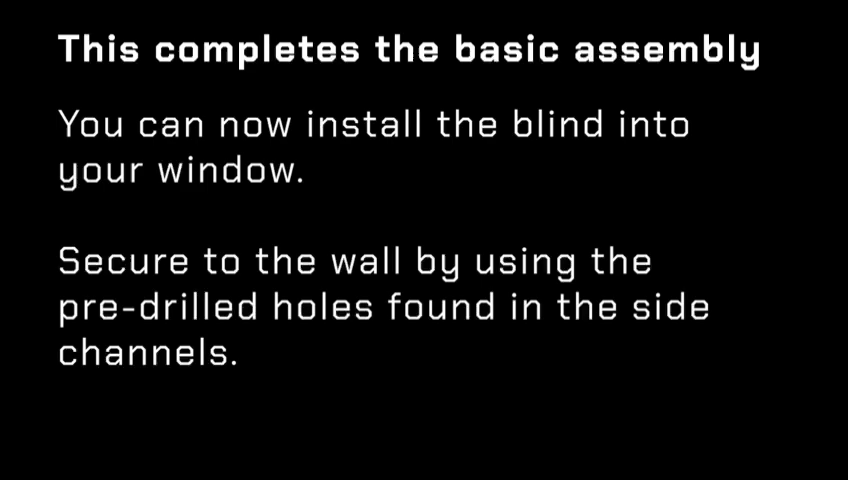 This completes the basic assembly
You can now install the blind into
your window.
Secure to the wall by using the
pre-drilled holes found in the side
channels.